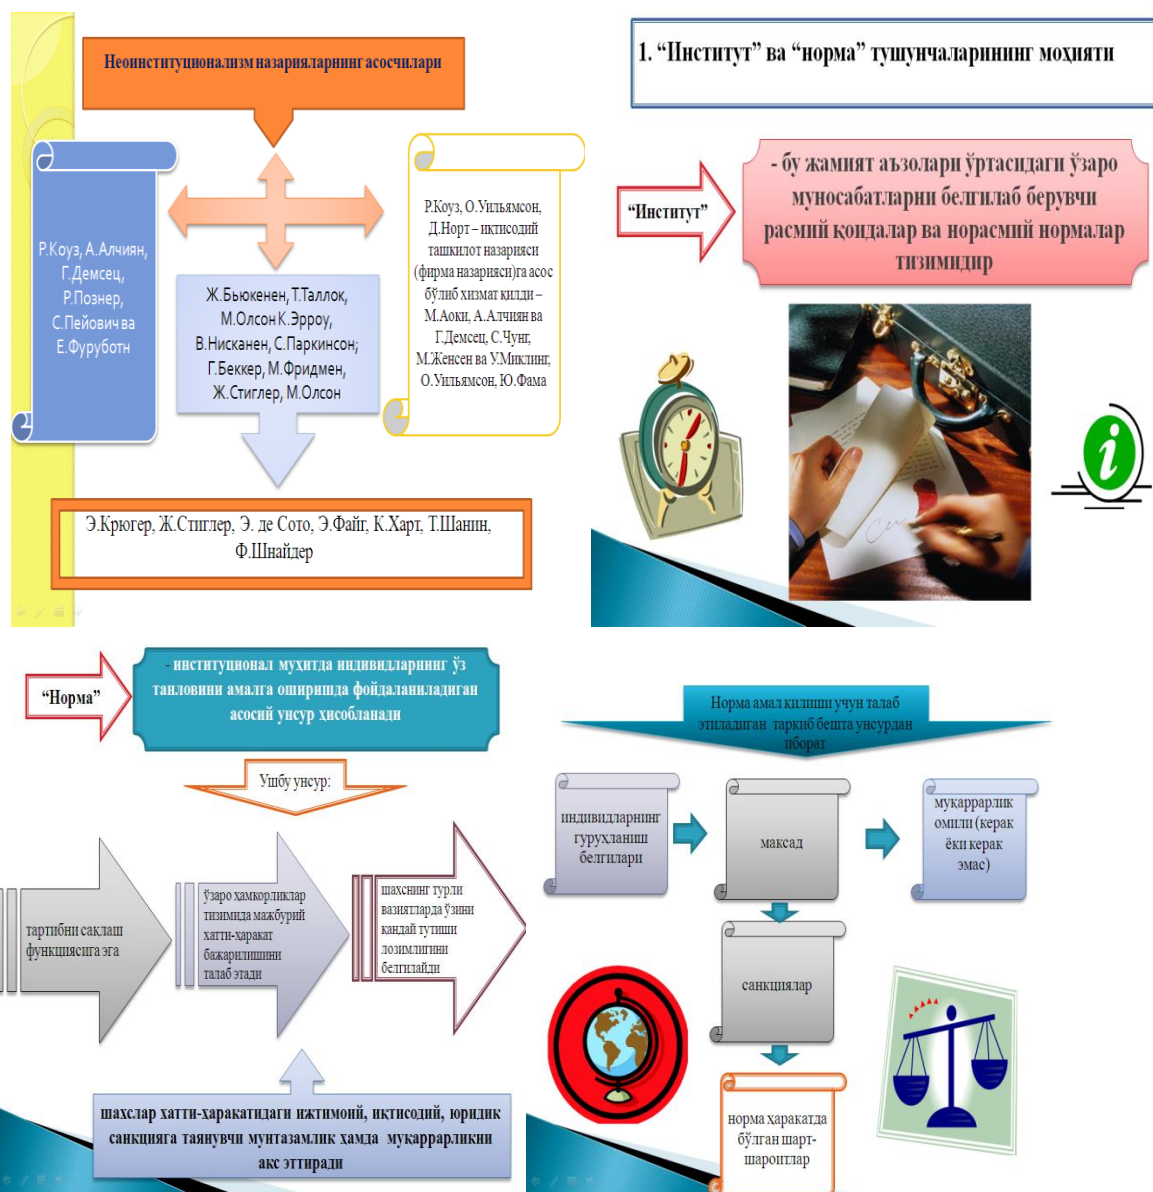 Неоинституционализм назарияларнинг асосчилари
Р.Коуз, А.Алчиян,
Г.Демсец,
Р.Познер,
С.Пейович ва
Е.Фуруботн
Ж.Бьюкенен, Т.Таллок,
М.Олсон К.Эрроу,
В.Нисканен, С.Паркинсон;
Г.Беккер, М.Фридмен,
Ж.Стиглер, М.Олсон
Р.Коуз, О.Уильямсон,
Д.Норт – иқтисодий
ташкилот назарияси
(фирма назарияси)га асос
бўлиб хизмат қилди –
М.Аоки, А.Алчиян ва
Г.Демсец, С.Чунг,
М.Женсен ва У.Миклинг,
О.Уильямсон, Ю.Фама
Э.Крюгер, Ж.Стиглер, Э. де Сото, Э.Файг, К.Харт, Т.Шанин,
Ф.Шнайдер
1. “Институт” ва “норма” тушунчаларининг моҳияти
“Институт”
- бу жамият аъзолари ўртасидаги ўзаро
муносабатларни белгилаб берувчи
расмий қоидалар ва норасмий нормалар
тизимидир
“Норма”
- институционал муҳитда индивидларнинг ўз
танловини амалга оширишда фойдаланиладиган
асосий унсур ҳисобланади
Ушбу унсур:
тартибни сақлаш
функциясига эга
ўзаро ҳамкорликлар
тизимида мажбурий
хатти-ҳаракат
бажарилишини
талаб этади
шахснинг турли
вазиятларда ўзини
қандай тутиши
лозимлигини
белгилайди
шахслар хатти-ҳаракатидаги ижтимоий, иқтисодий, юридик
санкцияга таянувчи мунтазамлик ҳамда муқаррарликни
акс эттиради
Норма амал қилиши учун талаб
этиладиган таркиб бешта унсурдан
иборат
индивидларнинг
гуруҳланиш
белгилари
мақсад
муқаррарлик
омили (керак
ёки керак
эмас)
санкциялар
норма ҳаракатда
бўлган шарт-
шароитлар